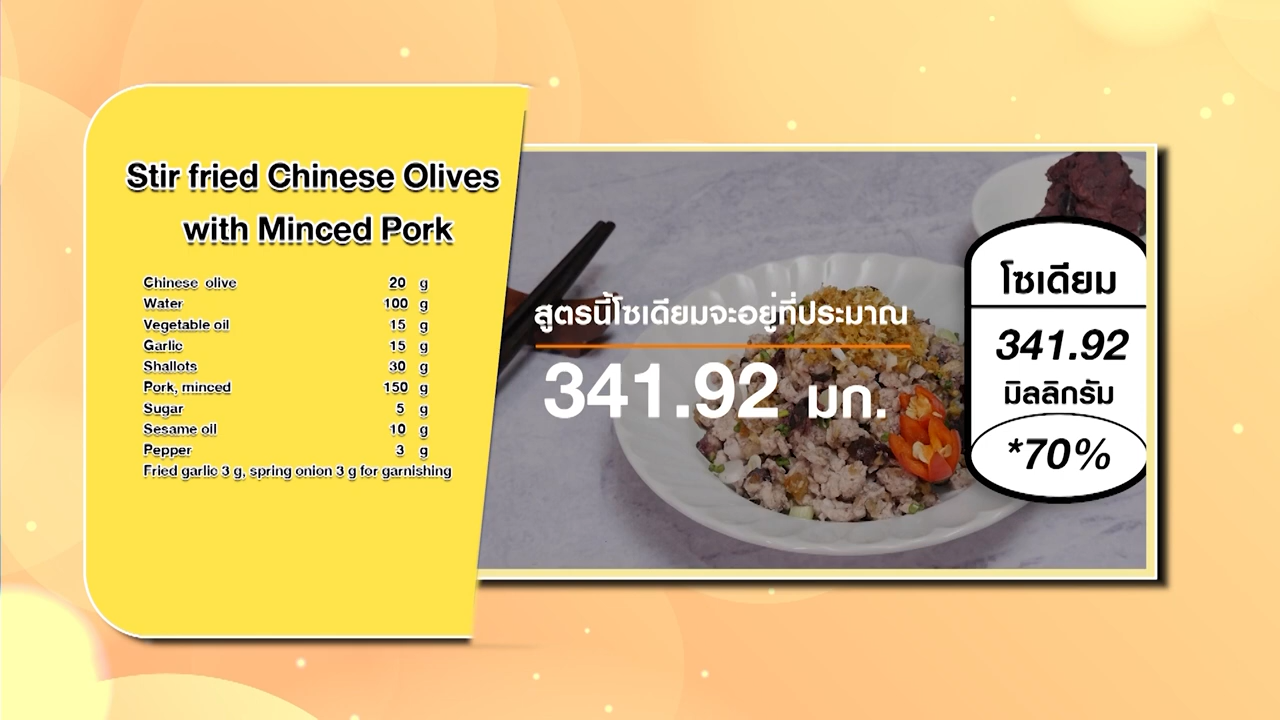 Stir fried Chinese Olives
with Minced Pork
Chinese olive 20 g
Water 100 g
Vegetable oil 15 g
Garlic 15 g
Shallots 30 g
Pork, minced 150 g
Sugar 5 g
Sesame oil 10 g
Pepper 3 g
Fried garlic 3 g, spring onion 3 g for garnishing
สูตรนี้โซเดียมจะอยู่ที่ประมาณ
341.92 มก.
โซเดียม
341.92
มิลลิกรัม
*70%